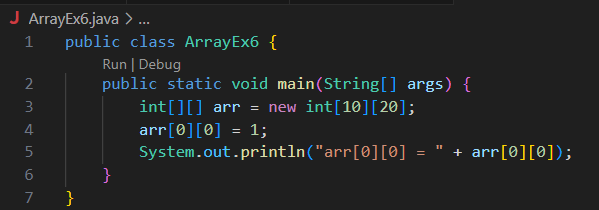 J ArrayEx6.java > ...
1 public class ArrayEx6 {
Run | Debug
2 public static void main(String[] args) {
3 int[][] arr = new int[10][20];
4 arr[0][0] = 1;
5 System.out.println("arr[0][0] = " + arr[0][0]);
6 }
7 }